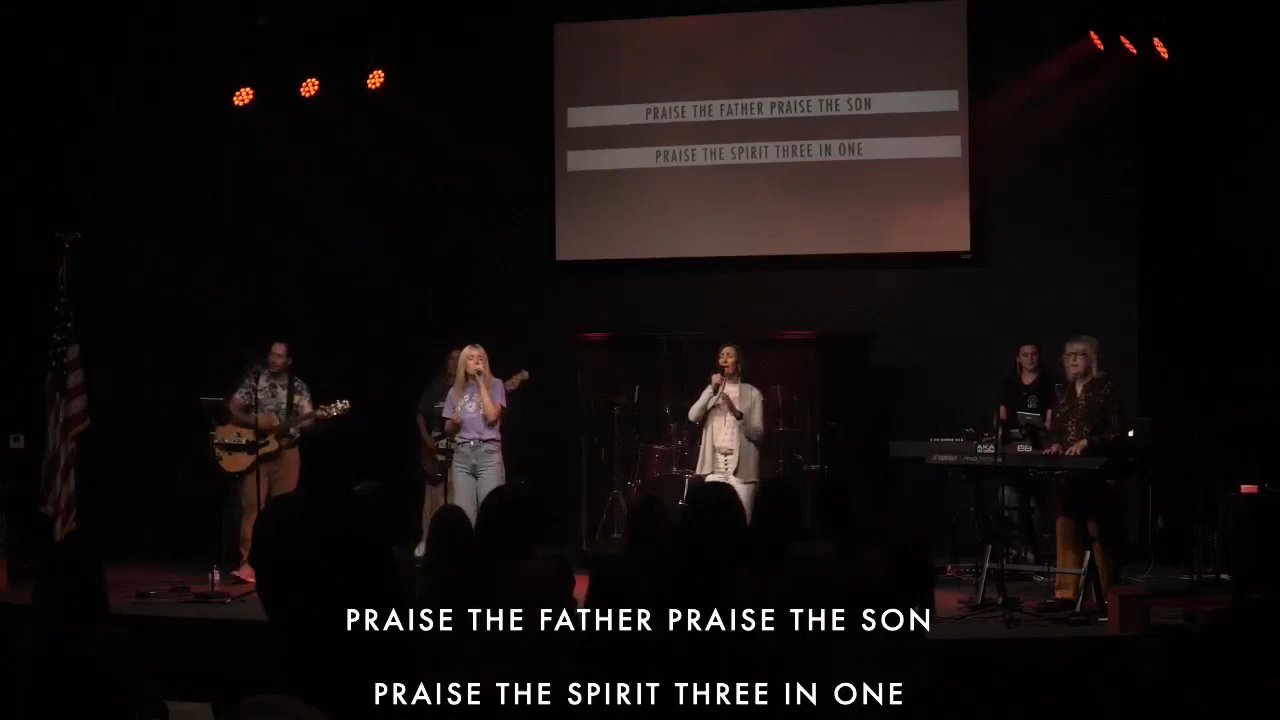 PRAISE THE FATHER PRAISE THE SON
PRAISE THE SPIRIT THREE IN ONE
PRAISE THE FATHER PRAISE THE SON
PRAISE THE SPIRIT THREE IN ONE